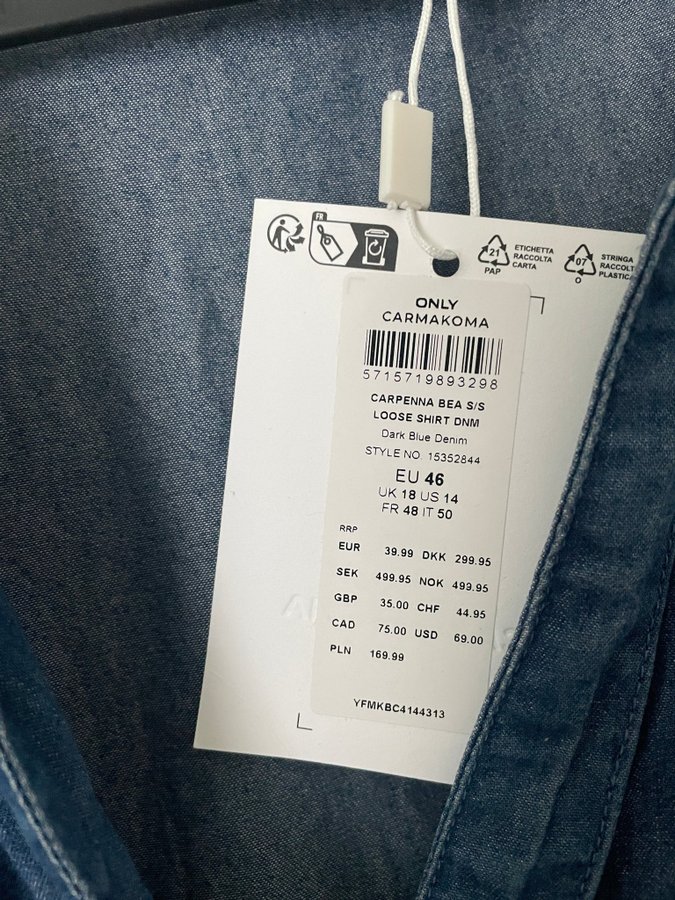 FR
21
PAP
ETICHETTA
RACCOLTA
CARTA
07
O
STRINGA
RACCOLT
PLASTICA
ONLY
CARMAKOMA
5715719893298
CARPENNA BEA S/S
LOOSE SHIRT DNM
Dark Blue Denim
STYLE NO. 15352844
EU 46
UK 18 US 14
FR 48 IT 50
RRP
EUR 39.99 DKK 299.95
SEK 499.95 NOK 499.95
GBP 35.00 CHF 44.95
CAD 75.00 USD 69.00
PLN 169.99
YFMKBC4144313